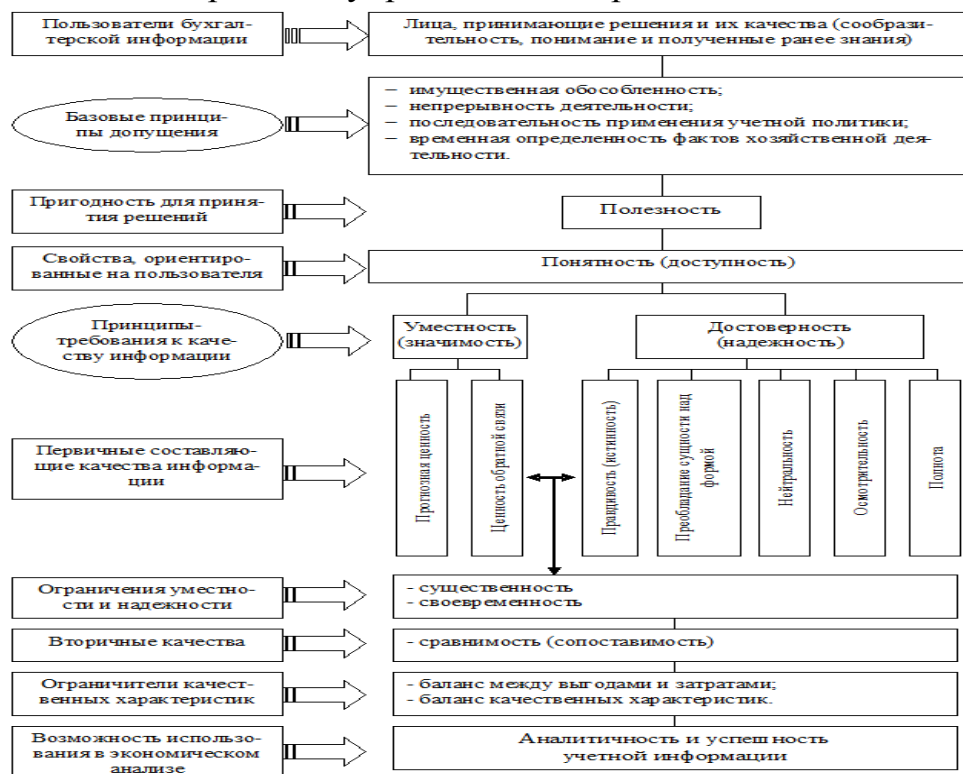 Пользователи бухгал-
терской информации
Лица, принимающие решения и их качества (сообрази-
тельность, понимание и полученные ранее знания)
Базовые принци-
пы допущения
– имущественная обособленность;
– непрерывность деятельности;
– последовательность применения учетной политики;
– временная определенность фактов хозяйственной дея-
тельности.
Пригодность для приня-
тия решений
Полезность
Свойства, ориентиро-
ванные на пользователя
Понятность (доступность)
Принципы-
требования к каче-
ству информации
Уместность
(значимость)
Достоверность
(надежность)
Первичные составляю-
щие качества информа-
ции
Прогнозная ценность
Ценность обратной связи
Правдивость (истинность)
Преобладание сущности над
формой
Нейтральность
Осмотрительность
Полнота
Ограничения уместно-
сти и надежности
- существенность
- своевременность
Вторичные качества
- сравнимость (сопоставимость)
Ограничители качест-
венных характеристик
- баланс между выгодами и затратами;
- баланс качественных характеристик.
Возможность использо-
вания в экономическом
анализе
Аналитичность и успешность
учетной информации